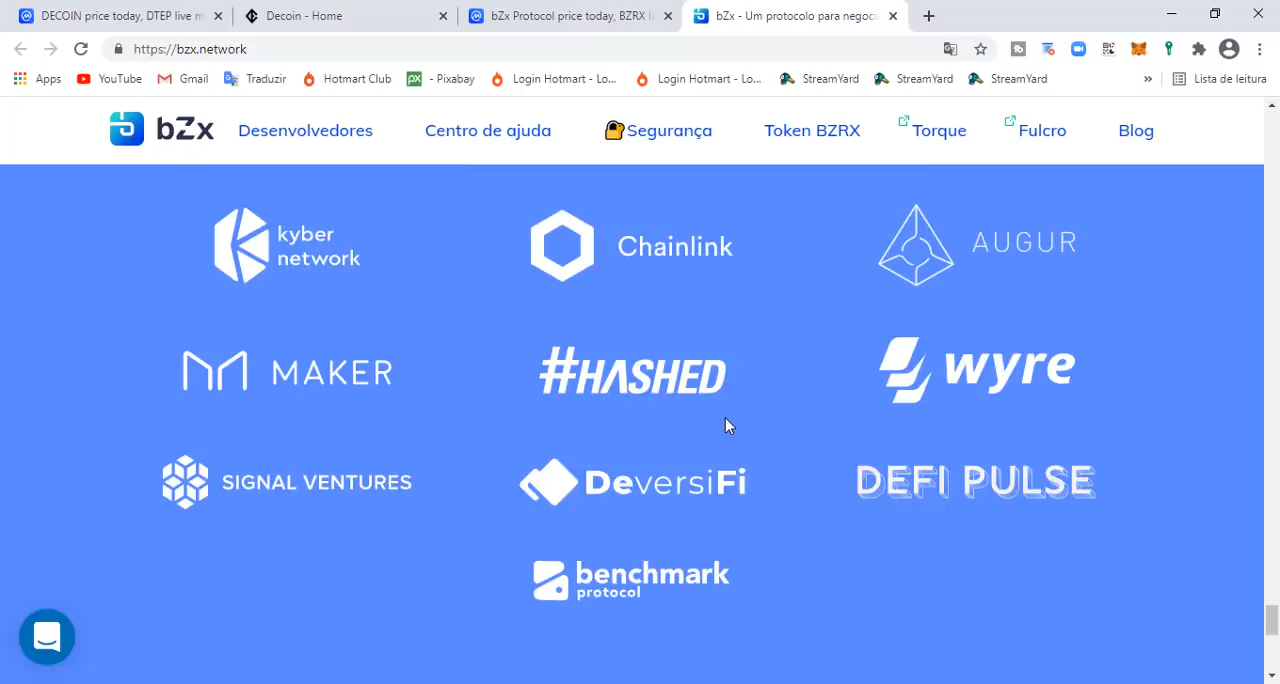 DECOIN price today, DTEP live m
Decoin - Home
bZx Protocol price today, BZRX li
bZx - Um protocolo para negocia
https://bzx.network
Apps
YouTube
Gmail
Traduzir
Hotmart Club
- Pixabay
Login Hotmart - Lo...
Login Hotmart - Lo...
StreamYard
StreamYard
StreamYard
»
Lista de leitura
bZx
Desenvolvedores
Centro de ajuda
Segurança
Token BZRX
Torque
Fulcro
Blog
kyber
network
Chainlink
AUGUR
MAKER
#HASHED
wyre
SIGNAL VENTURES
DeversiFi
DEFI PULSE
benchmark
protocol